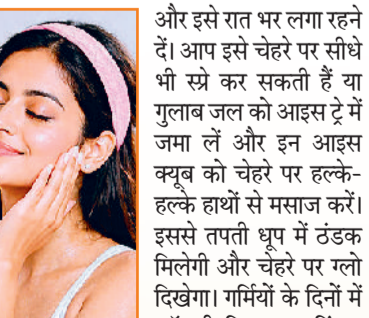 और इसे रात भर लगा रहने
दें। आप इसे चेहरे पर सीधे
भी स्प्रे कर सकती हैं या
गुलाब जल को आइस ट्रे में
जमा लें और इन आइस
क्यूब को चेहरे पर हल्के-
हल्के हाथों से मसाज करें।
इससे तपती धूप में ठंडक
मिलेगी और चेहरे पर ग्लो
दिखेगा। गर्मियों के दिनों में